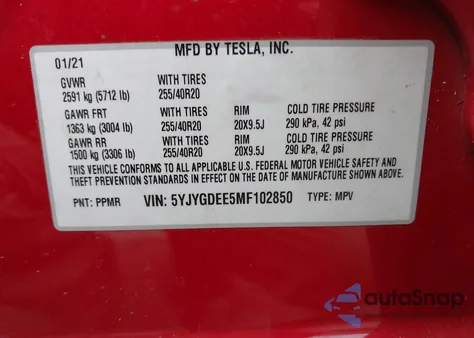 MFD BY TESLA, INC.
01/21
GVWR WITH TIRES
2591 kg (5712 lb) 255/40R20
GAWR FRT WITH TIRES RIM COLD TIRE PRESSURE
1363 kg (3004 lb) 255/40R20 20X9.5J 290 kPa, 42 psi
GAWR RR WITH TIRES RIM COLD TIRE PRESSURE
1500 kg (3306 lb) 255/40R20 20X9.5J 290 kPa, 42 psi
THIS VEHICLE CONFORMS TO ALL APPLICABLE U.S. FEDERAL MOTOR VEHICLE SAFETY AND
THEFT PREVENTION STANDARDS IN EFFECT ON THE DATE OF MANUFACTURE SHOWN ABOVE.
PNT: PPMR VIN: 5YJYGDEE5MF102850 TYPE: MPV
autoSnap